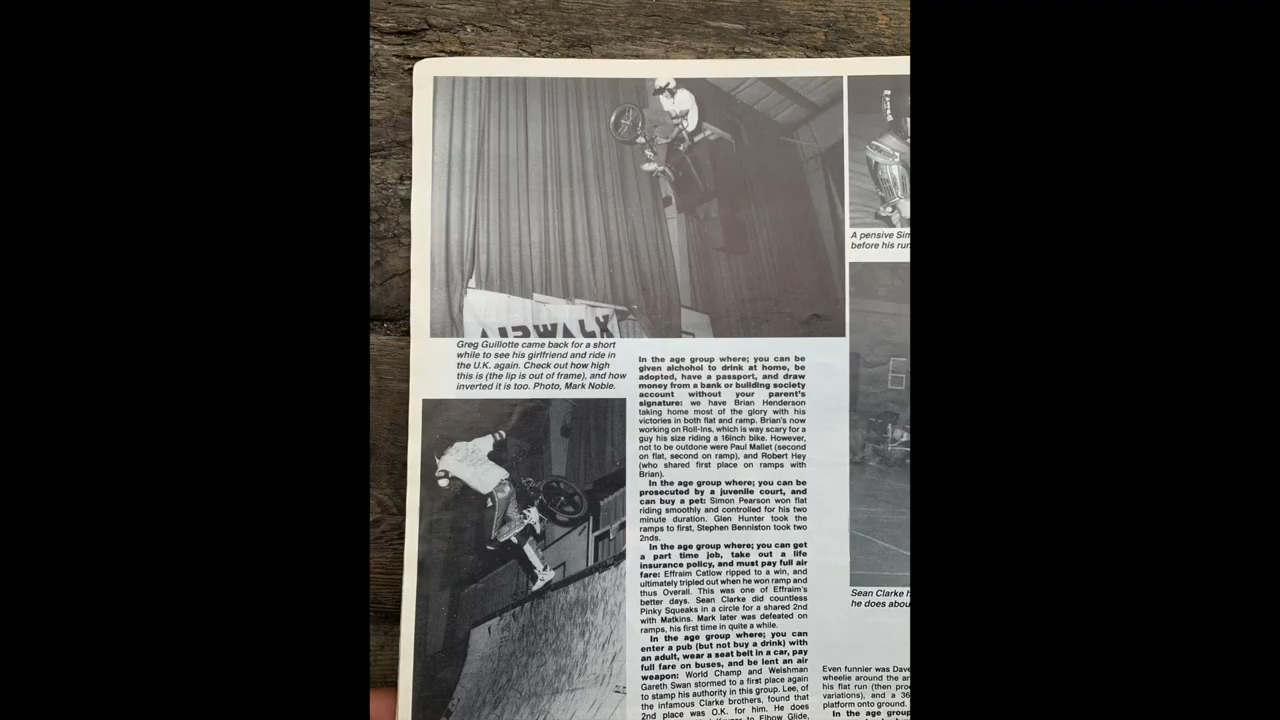 AIRWALK
Greg Guillotte came back for a short
while to see his girlfriend and ride in
the U.K. again. Check out how high
this is (the lip is out of frame), and how
inverted it is too. Photo, Mark Noble.
In the age group where; you can be
given alchohol to drink at home, be
adopted, have a passport, and draw
money from a bank or building society
account without your parent's
signature: we have Brian Henderson
taking home most of the glory with his
victories in both flat and ramp. Brian's now
working on Roll-Ins, which is way scary for a
guy his size riding a 16inch bike. However,
not to be outdone were Paul Mallet (second
on flat, second on ramp), and Robert Hey
(who shared first place on ramps with
Brian).
In the age group where; you can be
prosecuted by a juvenile court, and
can buy a pet: Simon Pearson won flat
riding smoothly and controlled for his two
minute duration. Glen Hunter took the
ramps to first, Stephen Benniston took two
2nds.
In the age group where; you can get
a part time job, take out a life
insurance policy, and must pay full air
fare: Effraim Catlow ripped to a win, and
ultimately tripled out when he won ramp and
thus Overall. This was one of Effraim's
better days. Sean Clarke did countless
Pinky Squeaks in a circle for a shared 2nd
with Matkins. Mark later was defeated on
ramps, his first time in quite a while.
In the age group where; you can
enter a pub (but not buy a drink) with
an adult, wear a seat belt in a car, pay
full fare on buses, and be lent an air
weapon: World Champ and Welshman
Gareth Swan stormed to a first place again
to stamp his authority in this group. Lee, of
the infamous Clarke brothers, found that
2nd place was O.K. for him. He does
to Elbow Glide,
A pensive Sim
before his run
Sean Clarke h
he does abou
Even funnier was Dave
wheelie around the ar
his flat run (then pro
variations), and a 36
platform onto ground.
In the age group